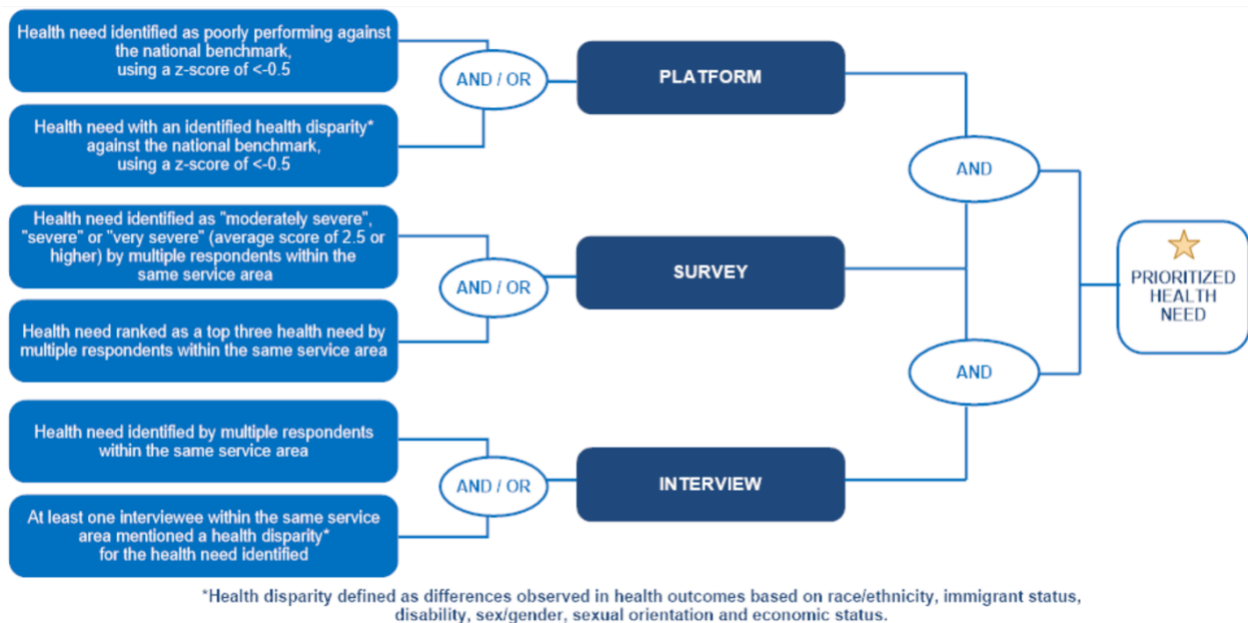 Health need identified as poorly performing against
the national benchmark,
using a z-score of <-0.5
AND / OR
PLATFORM
Health need with an identified health disparity*
against the national benchmark,
using a z-score of <-0.5
AND
Health need identified as "moderately severe",
"severe" or "very severe" (average score of 2.5 or
higher) by multiple respondents within the
same service area
AND / OR
SURVEY
PRIORITIZED
HEALTH
NEED
Health need ranked as a top three health need by
multiple respondents within the same service area
AND
Health need identified by multiple respondents
within the same service area
AND / OR
INTERVIEW
At least one interviewee within the same service
area mentioned a health disparity*
for the health need identified
*Health disparity defined as differences observed in health outcomes based on race/ethnicity, immigrant status,
disability, sex/gender, sexual orientation and economic status.